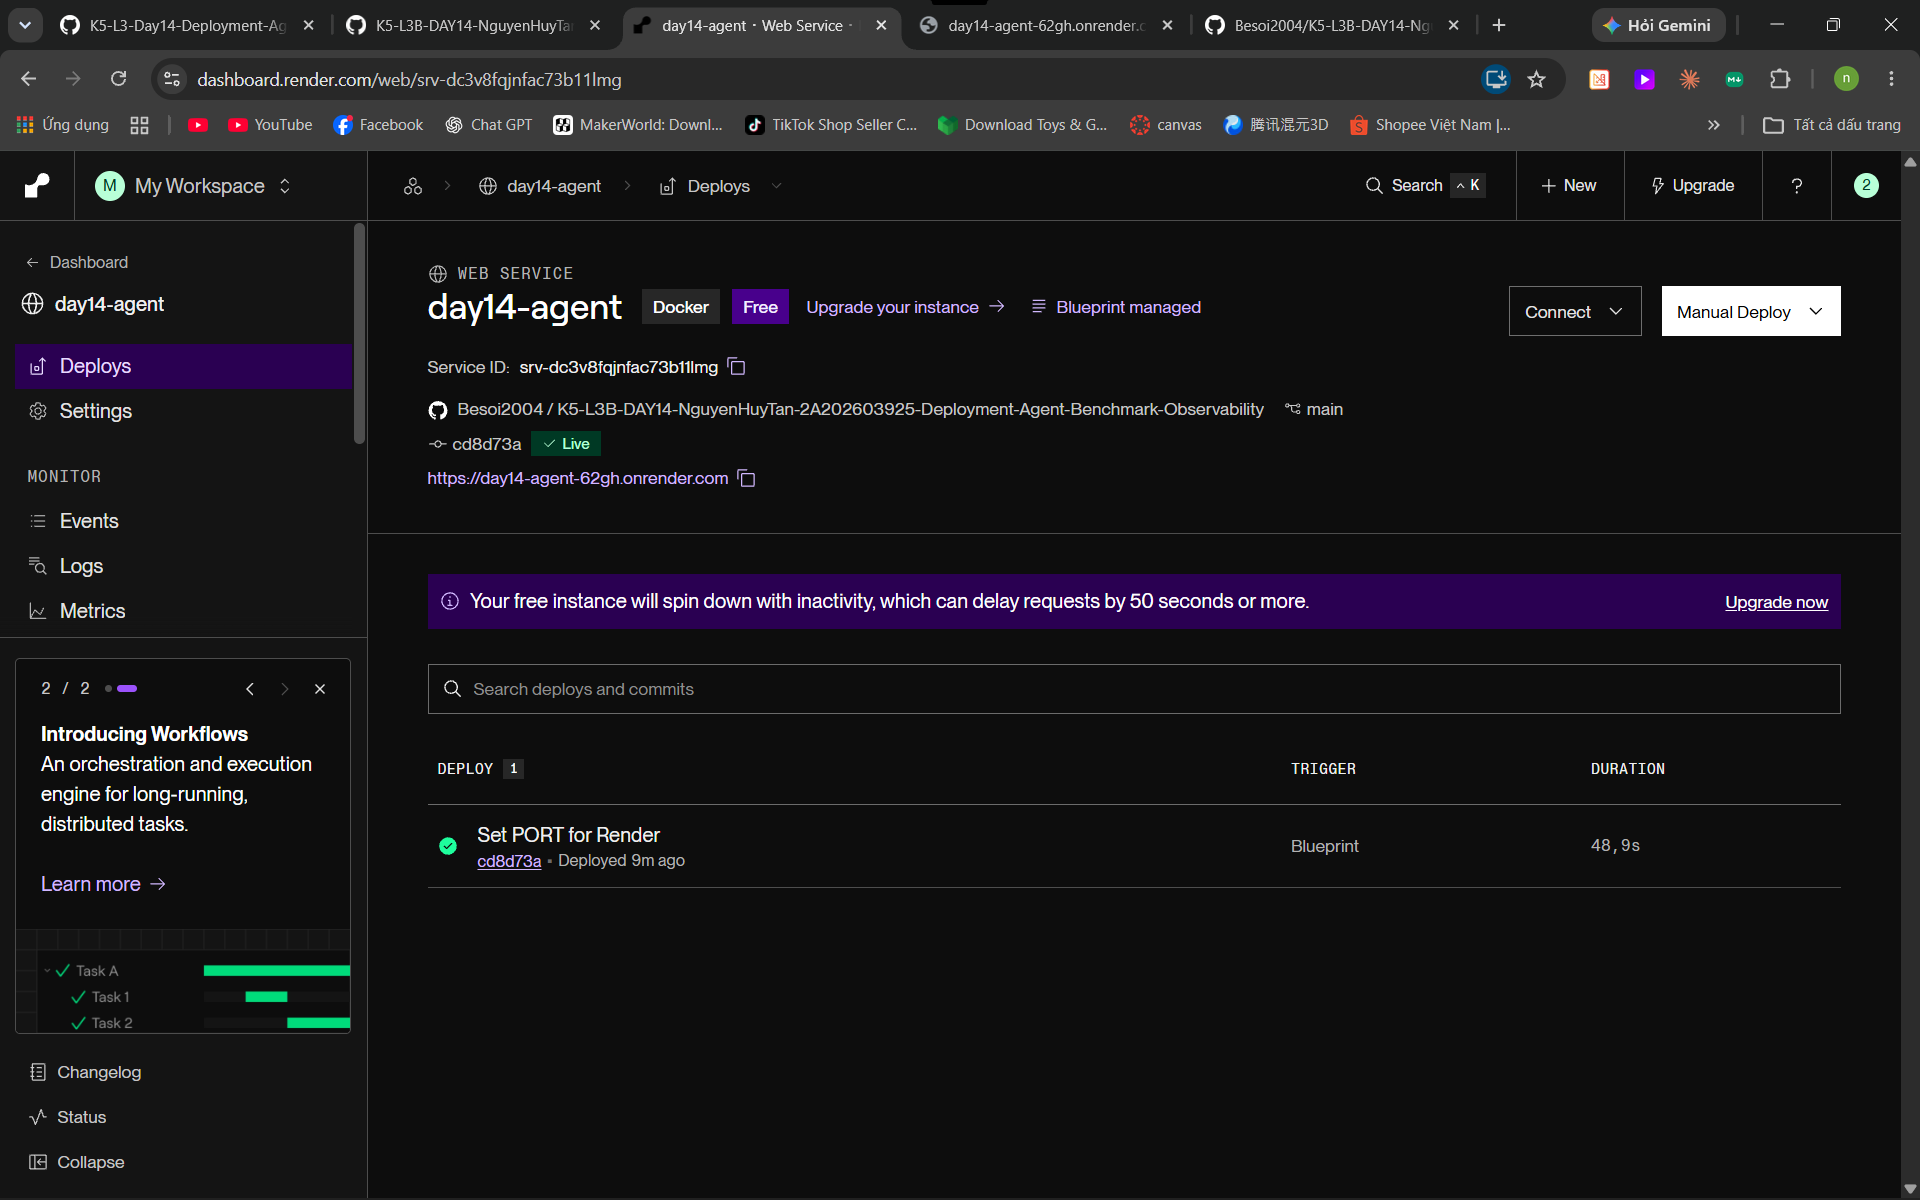 K5-L3-Day14-Deployment-Ag
K5-L3B-DAY14-NguyenHuyTa
day14-agent · Web Service ·
day14-agent-62gh.onrender.c
Besoi2004/K5-L3B-DAY14-Ng
Hỏi Gemini
dashboard.render.com/web/srv-dc3v8fqjnfac73b11lmg
n
Ứng dụng
YouTube
Facebook
Chat GPT
MakerWorld: Downl...
TikTok Shop Seller C...
Download Toys & G...
canvas
腾讯混元3D
Shopee Việt Nam |...
Tất cả dấu trang
M My Workspace
day14-agent
Deploys
Search ^ K
+ New
Upgrade
?
2
← Dashboard
day14-agent
Deploys
Settings
MONITOR
Events
Logs
Metrics
2 / 2
Introducing Workflows
An orchestration and execution
engine for long-running,
distributed tasks.
Learn more →
Task A
Task 1
Task 2
Changelog
Status
Collapse
WEB SERVICE
day14-agent
Docker
Free
Upgrade your instance →
Blueprint managed
Connect
Manual Deploy
Service ID: srv-dc3v8fqjnfac73b11lmg
Besoi2004 / K5-L3B-DAY14-NguyenHuyTan-2A202603925-Deployment-Agent-Benchmark-Observability
main
cd8d73a
Live
https://day14-agent-62gh.onrender.com
Your free instance will spin down with inactivity, which can delay requests by 50 seconds or more.
Upgrade now
Search deploys and commits
DEPLOY 1
TRIGGER
DURATION
Set PORT for Render
cd8d73a ▪ Deployed 9m ago
Blueprint
48,9s